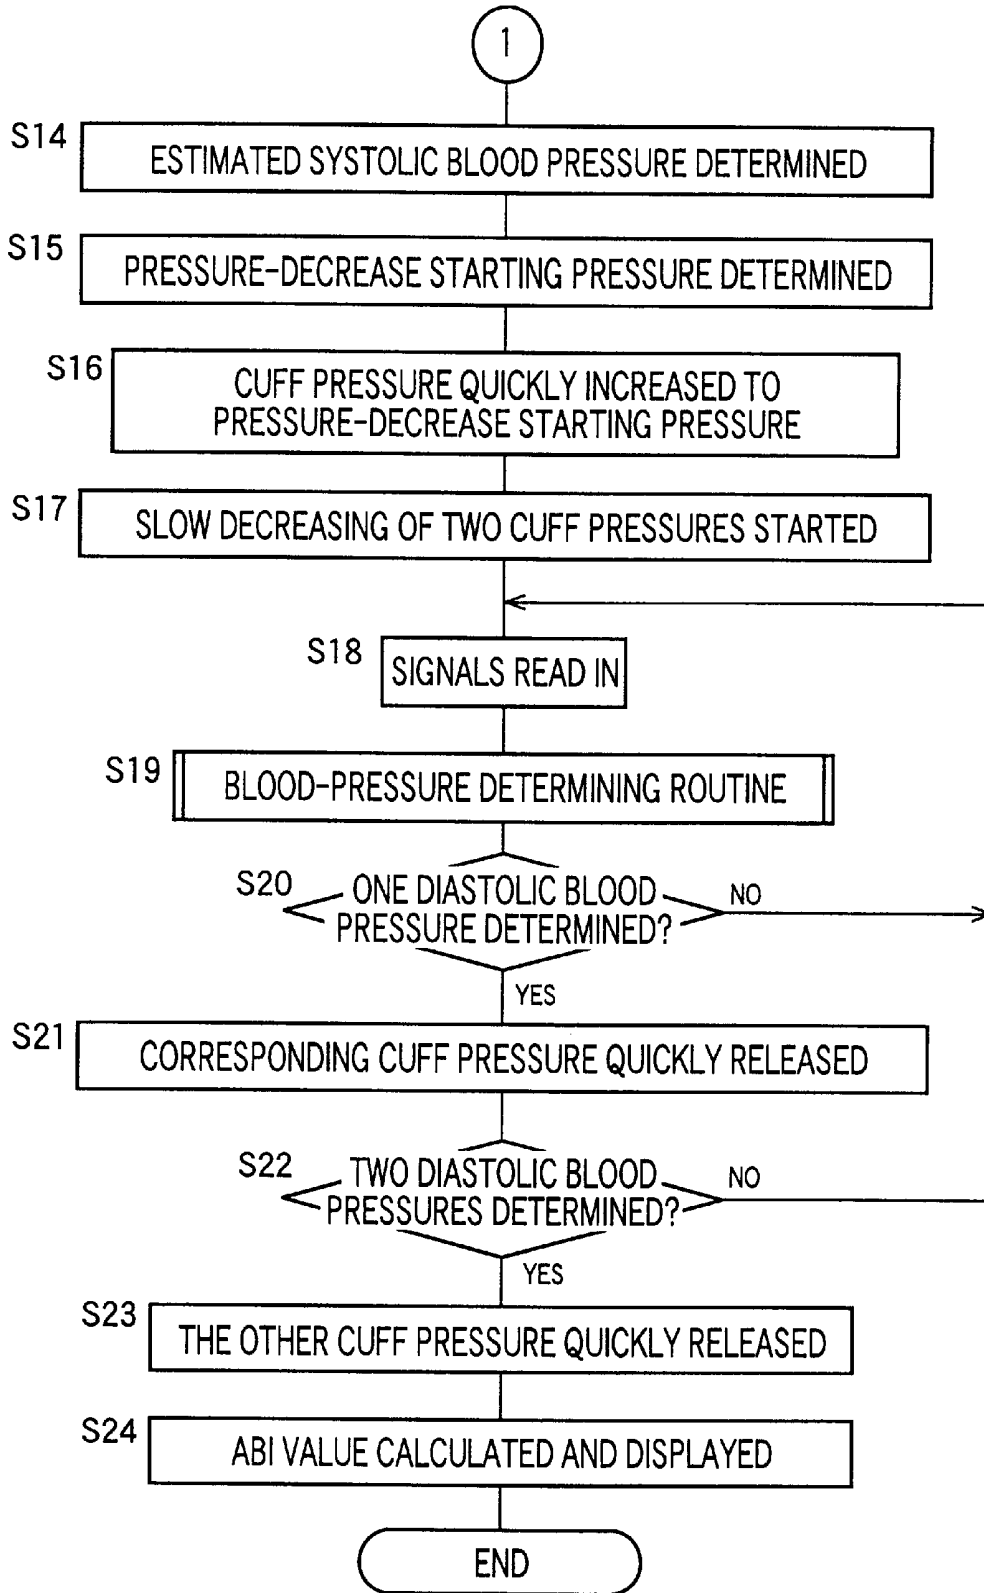 1
S14
ESTIMATED SYSTOLIC BLOOD PRESSURE DETERMINED
S15
PRESSURE-DECREASE STARTING PRESSURE DETERMINED
S16
CUFF PRESSURE QUICKLY INCREASED TO
PRESSURE-DECREASE STARTING PRESSURE
S17
SLOW DECREASING OF TWO CUFF PRESSURES STARTED
S18
SIGNALS READ IN
S19
BLOOD-PRESSURE DETERMINING ROUTINE
S20
ONE DIASTOLIC BLOOD
PRESSURE DETERMINED?
NO
YES
S21
CORRESPONDING CUFF PRESSURE QUICKLY RELEASED
S22
TWO DIASTOLIC BLOOD
PRESSURES DETERMINED?
NO
YES
S23
THE OTHER CUFF PRESSURE QUICKLY RELEASED
S24
ABI VALUE CALCULATED AND DISPLAYED
END